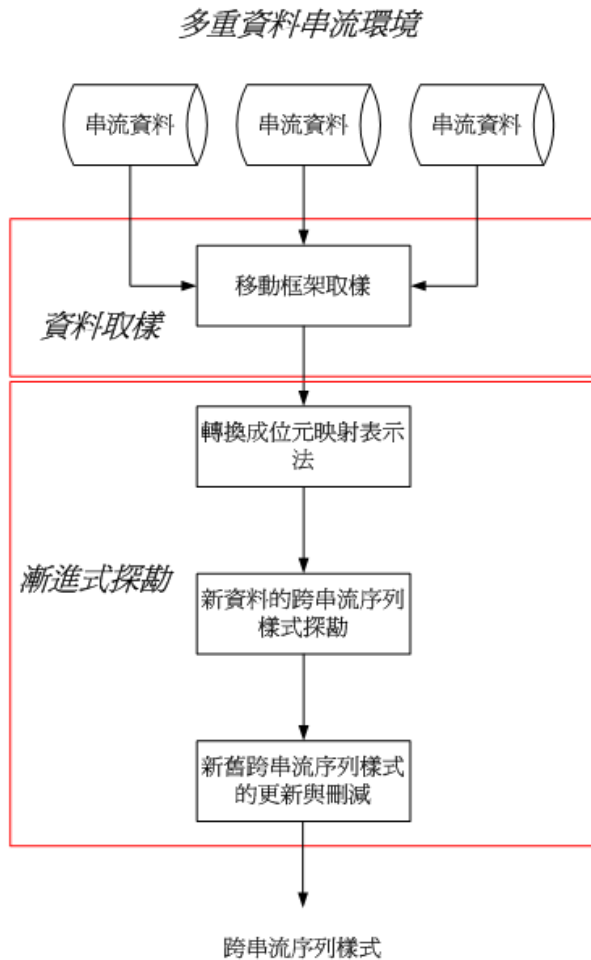 多重資料串流環境
串流資料
串流資料
串流資料
移動框架取樣
資料取樣
轉換成位元映射表示
法
漸進式探勘
新資料的跨串流序列
樣式探勘
新舊跨串流序列樣式
的更新與刪減
跨串流序列樣式